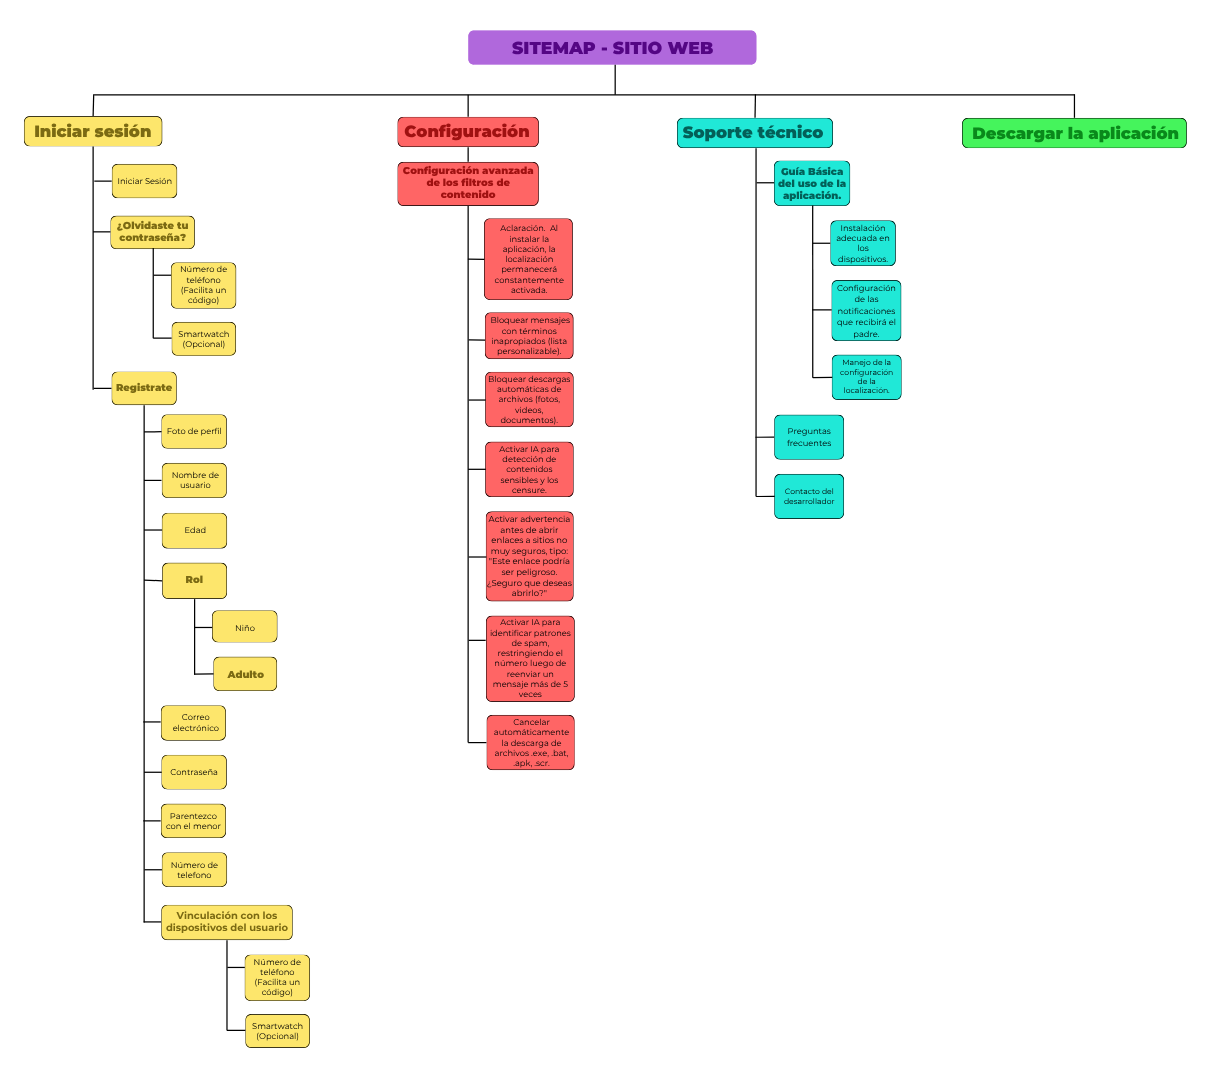 SITEMAP - SITIO WEB
Iniciar sesión
Iniciar Sesión
¿Olvidaste tu
contraseña?
Número de
teléfono
(Facilita un
código)
Smartwatch
(Opcional)
Registrate
Foto de perfil
Nombre de
usuario
Edad
Rol
Niño
Adulto
Correo
electrónico
Contraseña
Parentezco
con el menor
Número de
telefono
Vinculación con los
dispositivos del usuario
Número de
teléfono
(Facilita un
código)
Smartwatch
(Opcional)
Configuración
Configuración avanzada
de los filtros de
contenido
Aclaración. Al
instalar la
aplicación, la
localización
permanecerá
constantemente
activada.
Bloquear mensajes
con términos
inapropiados (lista
personalizable).
Bloquear descargas
automáticas de
archivos (fotos,
videos,
documentos).
Activar IA para
detección de
contenidos
sensibles y los
censure.
Activar advertencia
antes de abrir
enlaces a sitios no
muy seguros, tipo:
"Este enlace podría
ser peligroso.
¿Seguro que deseas
abrirlo?"
Activar IA para
identificar patrones
de spam,
restringiendo el
número luego de
reenviar un
mensaje más de 5
veces
Cancelar
automáticamente
la descarga de
archivos .exe, .bat,
.apk, .scr.
Soporte técnico
Guía Básica
del uso de la
aplicación.
Instalación
adecuada en
los
dispositivos.
Configuración
de las
notificaciones
que recibirá el
padre.
Manejo de la
configuración
de la
localización.
Preguntas
frecuentes
Contacto del
desarrollador
Descargar la aplicación